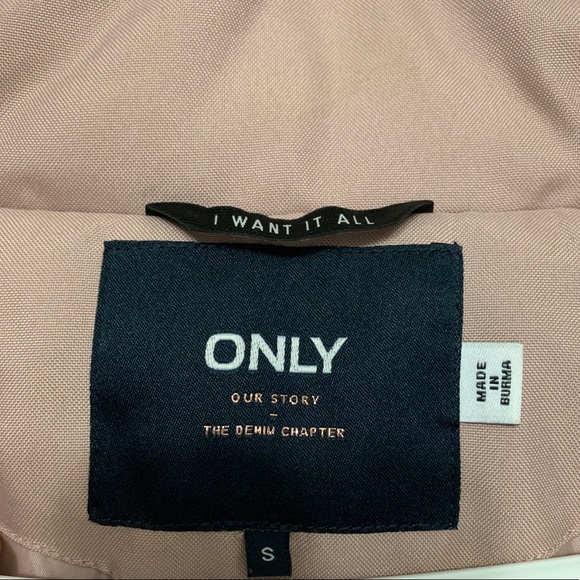 I WANT IT ALL
ONLY
OUR STORY
–
THE DENIM CHAPTER
MADE
IN
BURMA
S